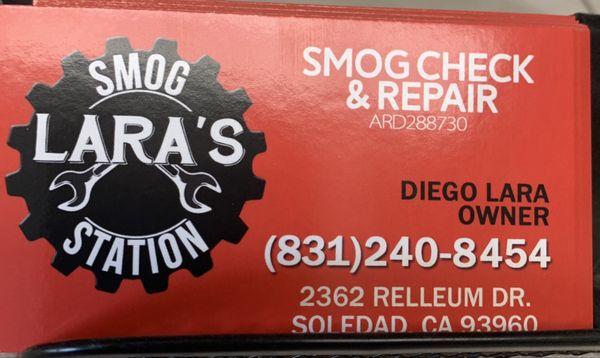 SMOG
LARA'S
STATION
SMOG CHECK
& REPAIR
ARD288730
DIEGO LARA
OWNER
(831)240-8454
2362 RELLEUM DR.
SOLEDAD, CA 93960